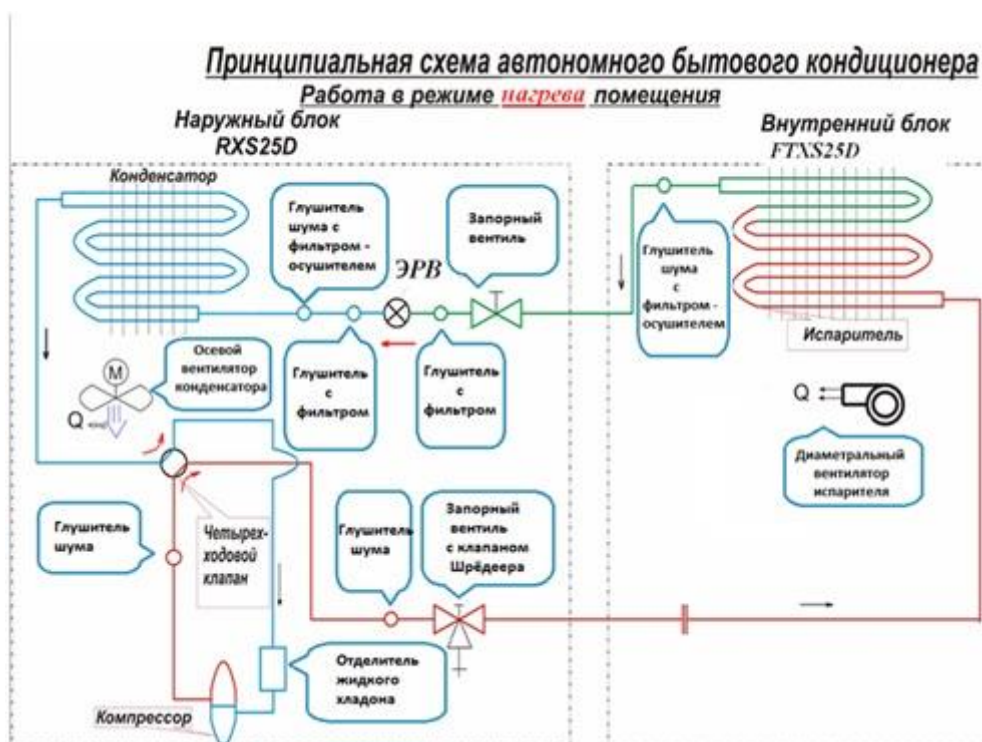 Принципиальная схема автономного бытового кондиционера
Работа в режиме нагрева помещения
Наружный блок
RXS25D
Внутренний блок
FTXS25D
Конденсатор
Глушитель
шума с
фильтром -
осушителем
ЭРВ
Запорный
вентиль
Глушитель
шума
с
фильтром -
осушителем
Испаритель
Осевой
вентилятор
конденсатора
M
Q
Глушитель
с
фильтром
Глушитель
с
фильтром
Q
Диаметральный
вентилятор
испарителя
Глушитель
шума
Четырех-
ходовой
клапан
Глушитель
шума
Запорный
вентиль
с клапаном
Шрёдеера
Отделитель
жидкого
хладона
Компрессор